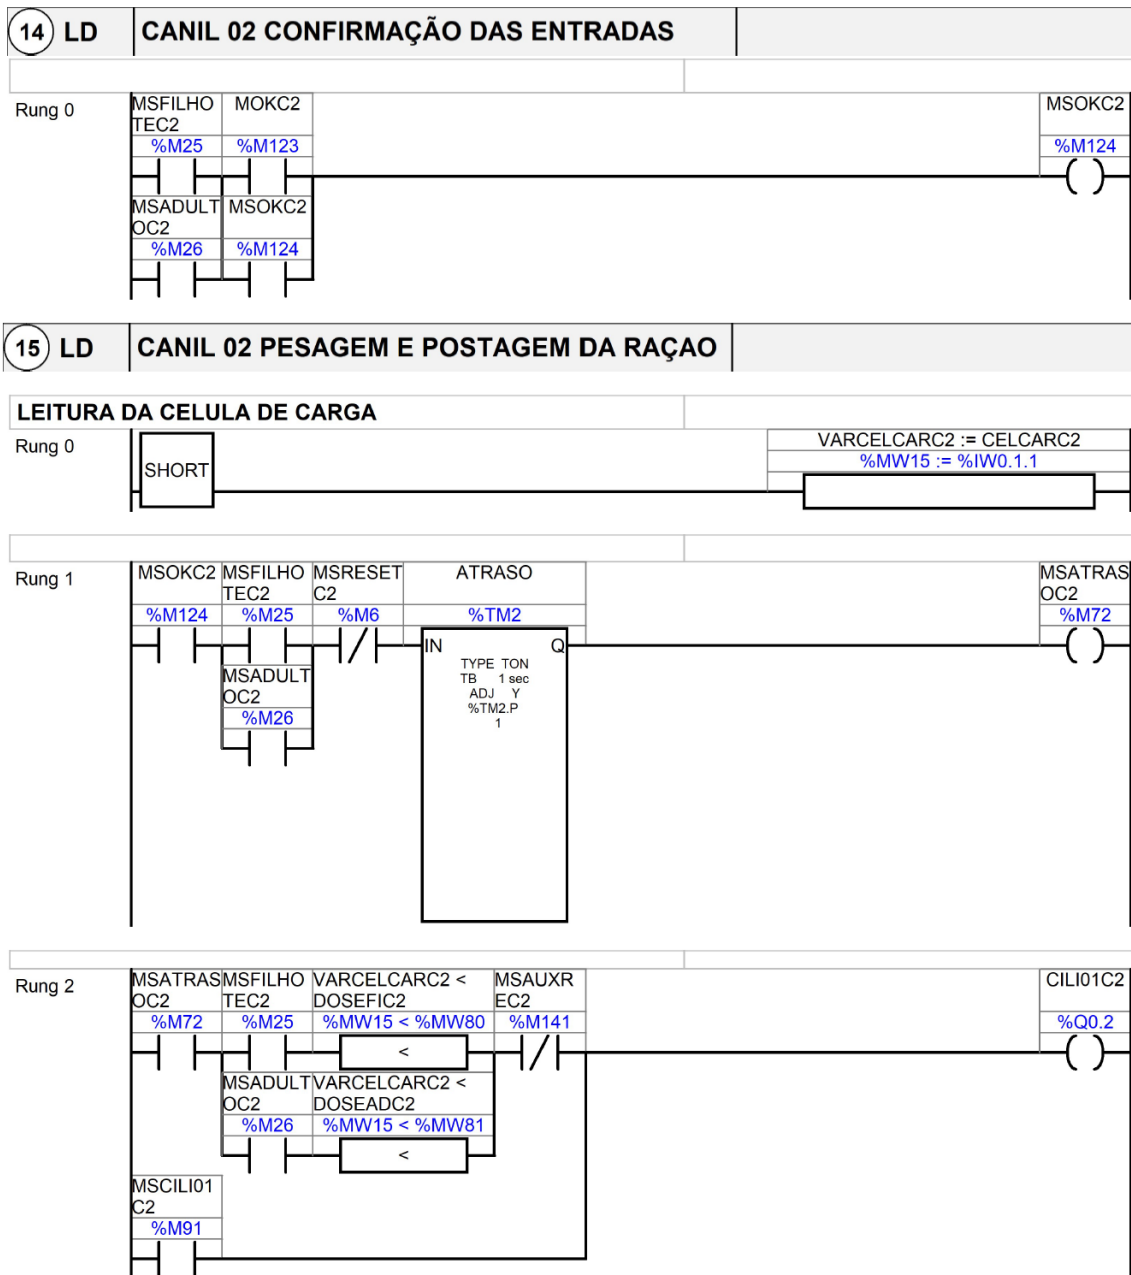 14 LD CANIL 02 CONFIRMAÇÃO DAS ENTRADAS
Rung 0
MSFILHO MOKC2 MSOKC2
TEC2
%M25 %M123 %M124
MSADULT MSOKC2
OC2
%M26 %M124
15 LD CANIL 02 PESAGEM E POSTAGEM DA RAÇAO
LEITURA DA CELULA DE CARGA
Rung 0
SHORT
VARCELCARC2 := CELCARC2
%MW15 := %IW0.1.1
Rung 1
MSOKC2 MSFILHO MSRESET ATRASO MSATRAS
TEC2 C2 OC2
%M124 %M25 %M6 %TM2 %M72
IN Q
TYPE TON
TB 1 sec
ADJ Y
%TM2.P
1
MSADULT
OC2
%M26
Rung 2
MSATRAS MSFILHO VARCELCARC2 < MSAUXR CILI01C2
OC2 TEC2 DOSEFIC2 EC2
%M72 %M25 %MW15 < %MW80 %M141 %Q0.2
<
MSADULT VARCELCARC2 <
OC2 DOSEADC2
%M26 %MW15 < %MW81
<
MSCILI01
C2
%M91